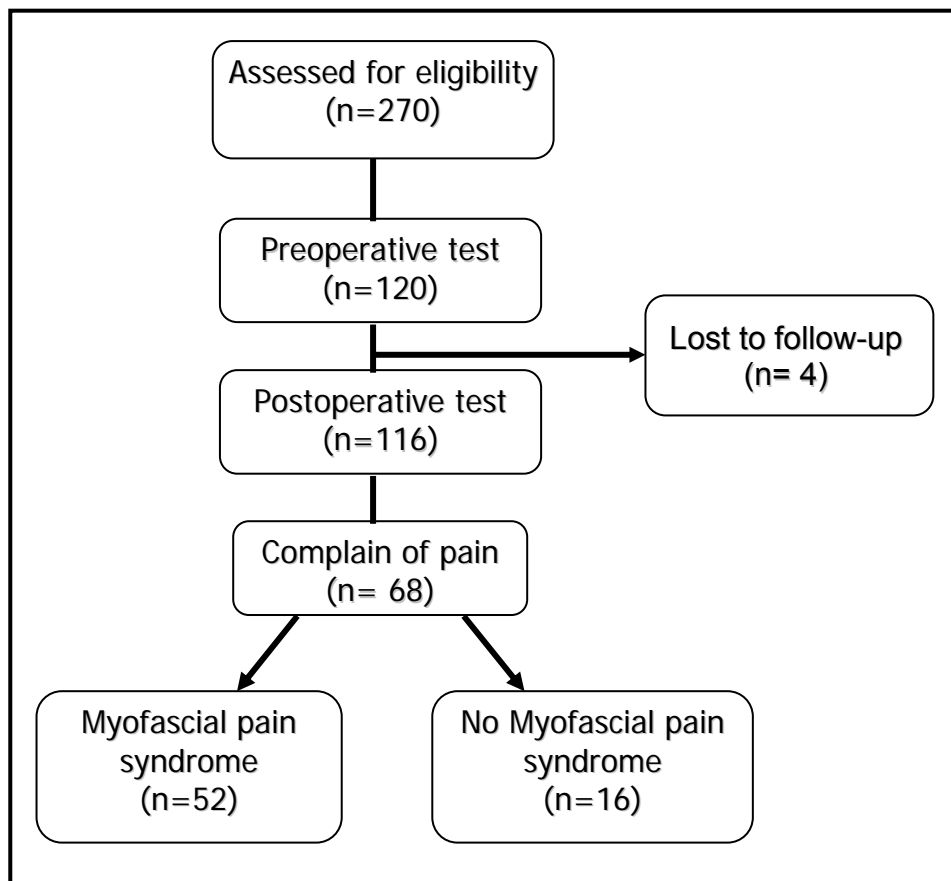 Assessed for eligibility
(n=270)
Preoperative test
(n=120)
Lost to follow-up
(n= 4)
Postoperative test
(n=116)
Complain of pain
(n= 68)
Myofascial pain
syndrome
(n=52)
No Myofascial pain
syndrome
(n=16)